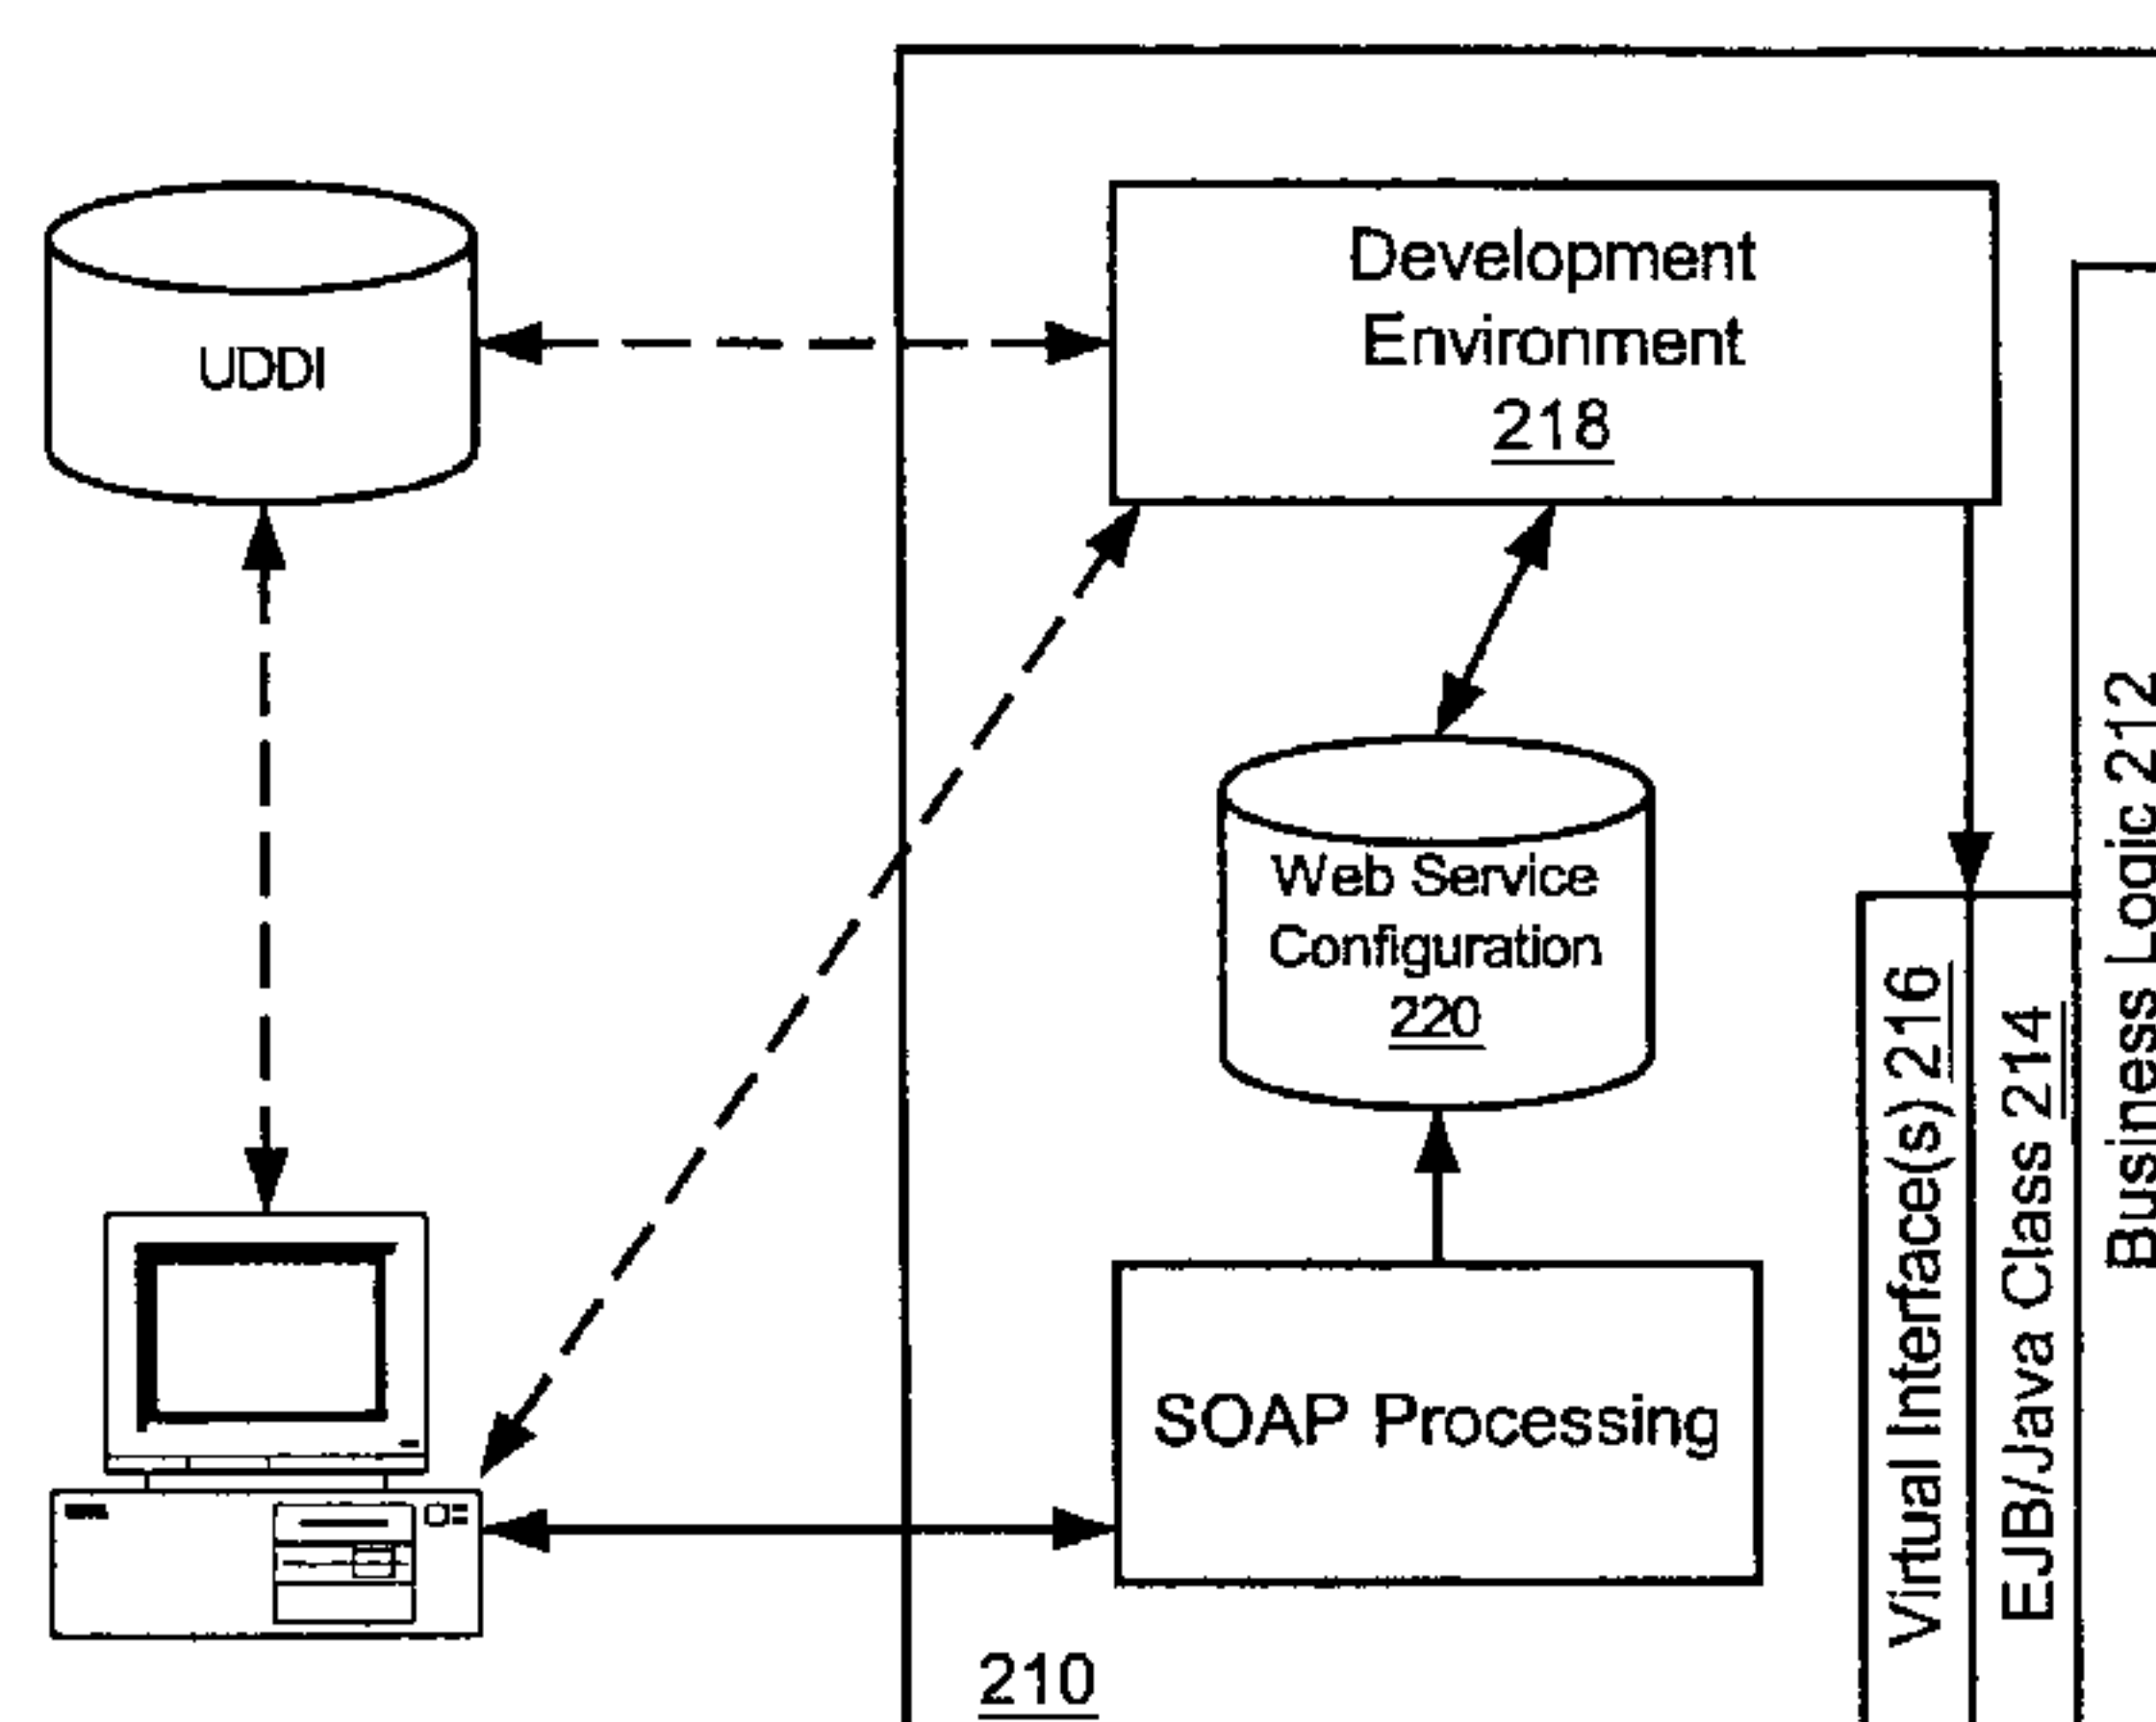 Development
Environment
218
UDDI
Web Service
Configuration
220
SOAP Processing
210
Virtual Interface(s) 216
EJB/Java Class 214
Business Logic 212